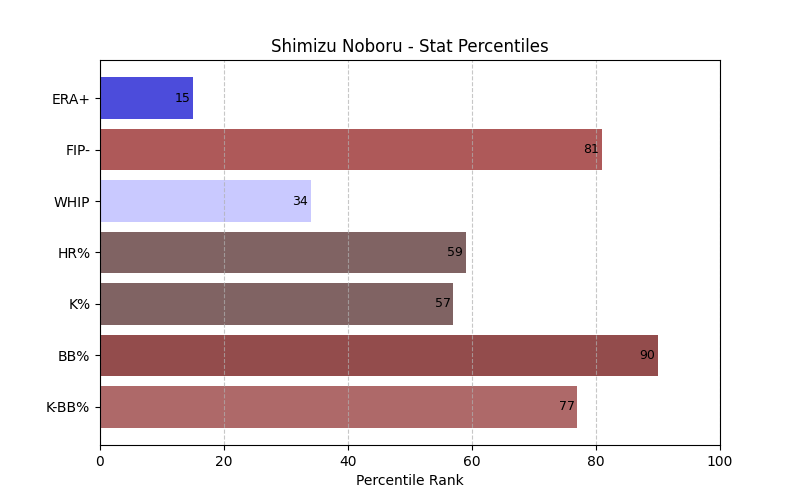 Shimizu Noboru - Stat Percentiles
ERA+ 15
FIP- 81
WHIP 34
HR% 59
K% 57
BB% 90
K-BB% 77
0 20 40 60 80 100
Percentile Rank